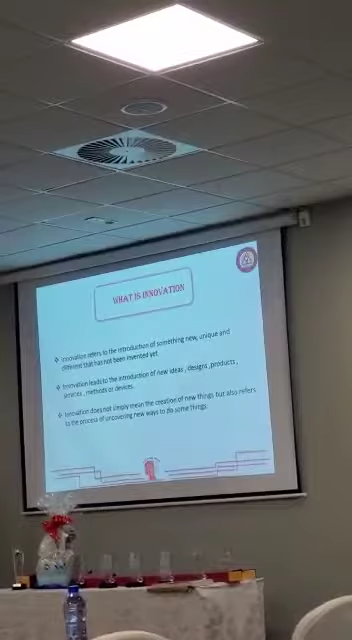 WHAT IS INNOVATION
❖ Innovation refers to the introduction of something new, unique and
different that has not been invented yet.
❖ Innovation leads to the introduction of new ideas , designs ,products ,
services , methods or devices.
❖ Innovation does not simply mean the creation of new things but also refers
to the process of uncovering new ways to do some things.